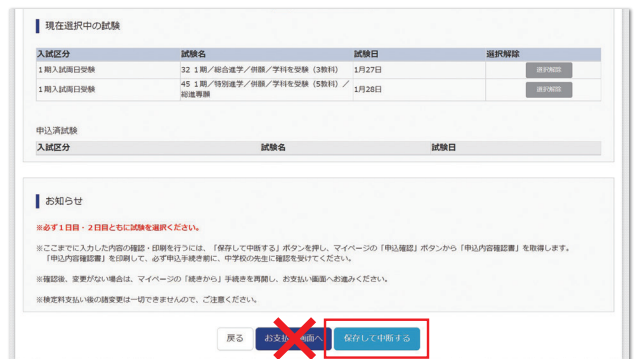 現在選択中の試験
入試区分 試験名 試験日 選択解除
1期入試両日受験 32 1期/総合進学/併願/学科を受験（3教科） 1月27日 選択解除
1期入試両日受験 45 1期/特別進学/併願/学科を受験（5教科）/総進専願 1月28日 選択解除
申込済試験
入試区分 試験名 試験日
お知らせ
※必ず1日目・2日目ともに試験を選択ください。
※ここまでに入力した内容の確認・印刷を行うには、「保存して中断する」ボタンを押し、マイページの「申込確認」ボタンから「申込内容確認書」を取得します。
「申込内容確認書」を印刷して、必ず申込手続き前に、中学校の先生に確認を受けてください。
※確認後、変更がない場合は、マイページの「続きから」手続きを再開し、お支払い画面へお進みください。
※検定料支払い後の諸変更は一切できませんので、ご注意ください。
戻る お支払い画面へ 保存して中断する